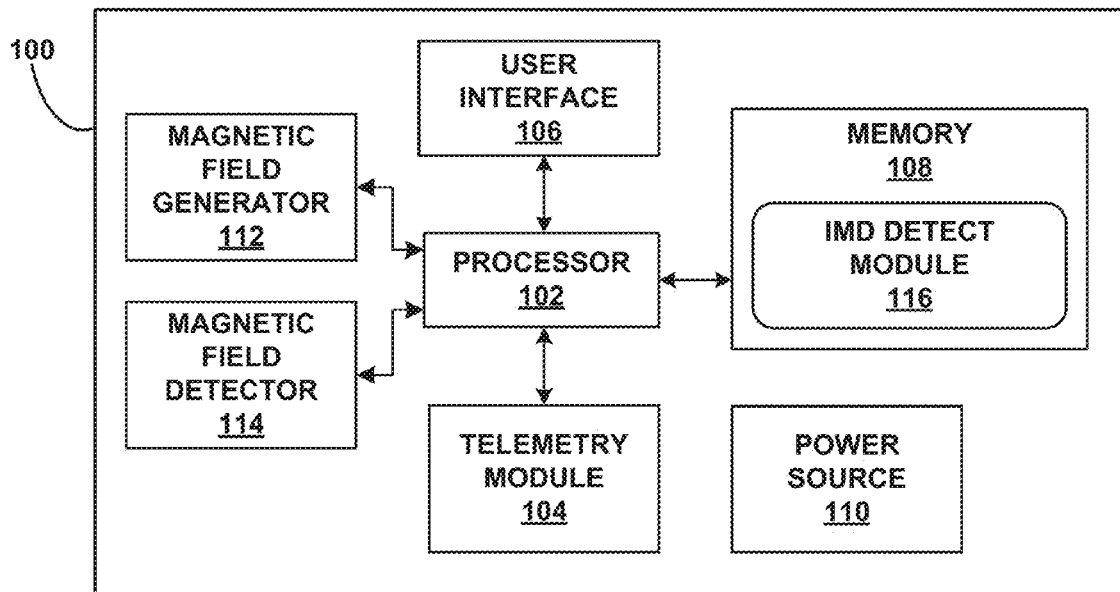 100
USER
INTERFACE
106
MAGNETIC
FIELD
GENERATOR
112
MEMORY
108
IMD DETECT
MODULE
116
PROCESSOR
102
MAGNETIC
FIELD
DETECTOR
114
TELEMETRY
MODULE
104
POWER
SOURCE
110